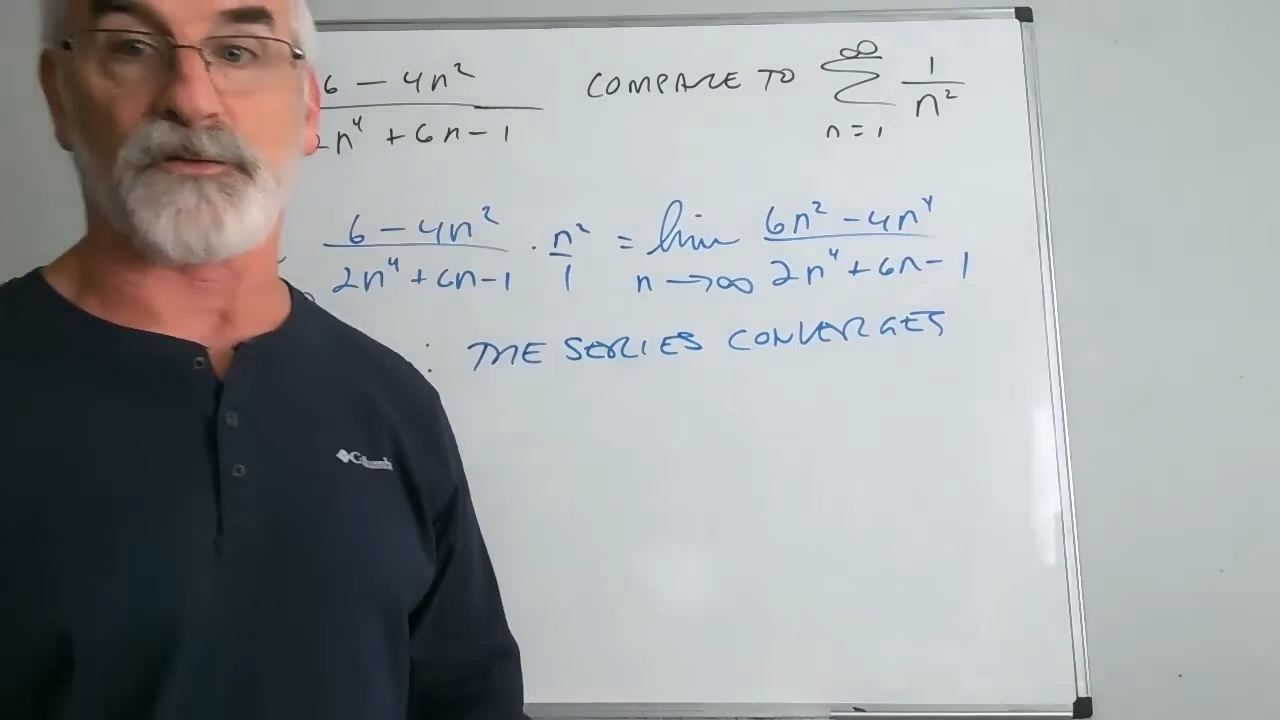 6 - 4n² COMPARE TO ∞
2n⁴ + 6n - 1 Σ 1/n²
n = 1
6 - 4n² / 2n⁴ + 6n - 1 · n²/1 = lim n→∞ 6n² - 4n⁴ / 2n⁴ + 6n - 1
: THE SERIES CONVERGES
Columbia